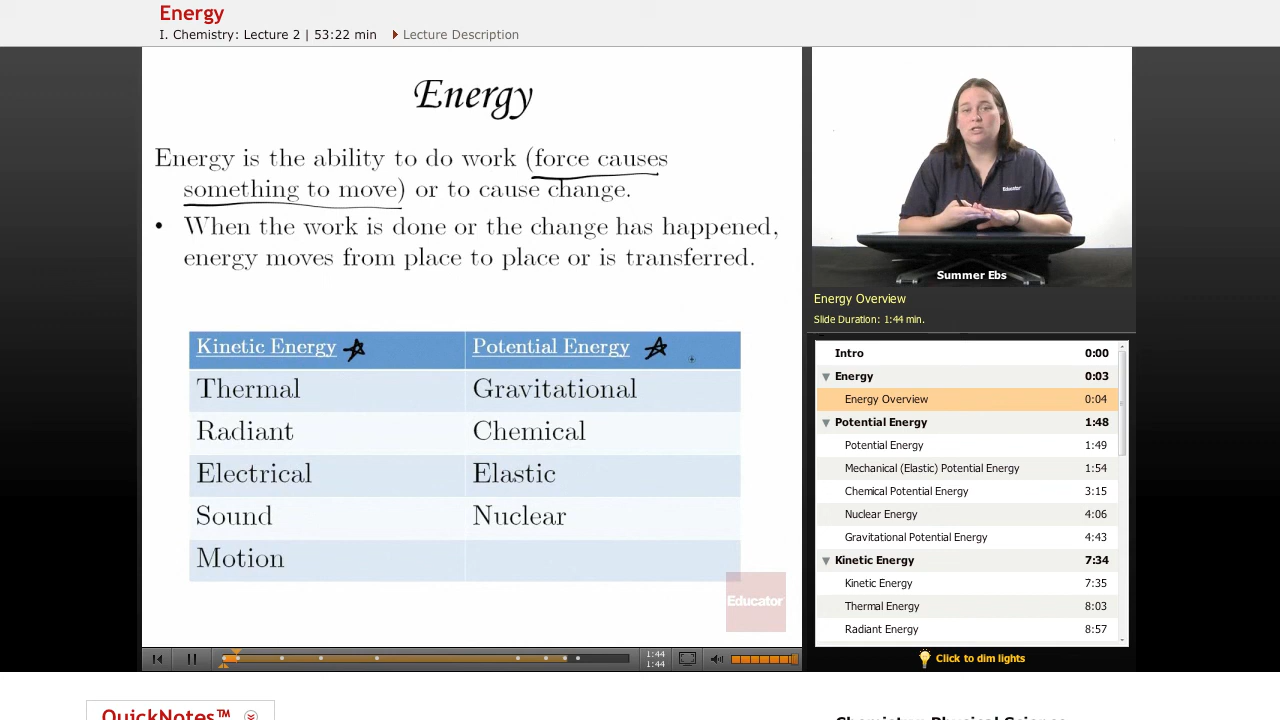 Energy
I. Chemistry: Lecture 2 | 53:22 min Lecture Description
Energy
Energy is the ability to do work (force causes
something to move) or to cause change.
• When the work is done or the change has happened,
energy moves from place to place or is transferred.
Kinetic Energy Potential Energy
Thermal Gravitational
Radiant Chemical
Electrical Elastic
Sound Nuclear
Motion
Educator
1:44
1:44
Educator
Summer Ebs
Energy Overview
Slide Duration: 1:44 min.
Intro 0:00
Energy 0:03
Energy Overview 0:04
Potential Energy 1:48
Potential Energy 1:49
Mechanical (Elastic) Potential Energy 1:54
Chemical Potential Energy 3:15
Nuclear Energy 4:06
Gravitational Potential Energy 4:43
Kinetic Energy 7:34
Kinetic Energy 7:35
Thermal Energy 8:03
Radiant Energy 8:57
Click to dim lights
QuickNotes™
Chemistry: Physical Science